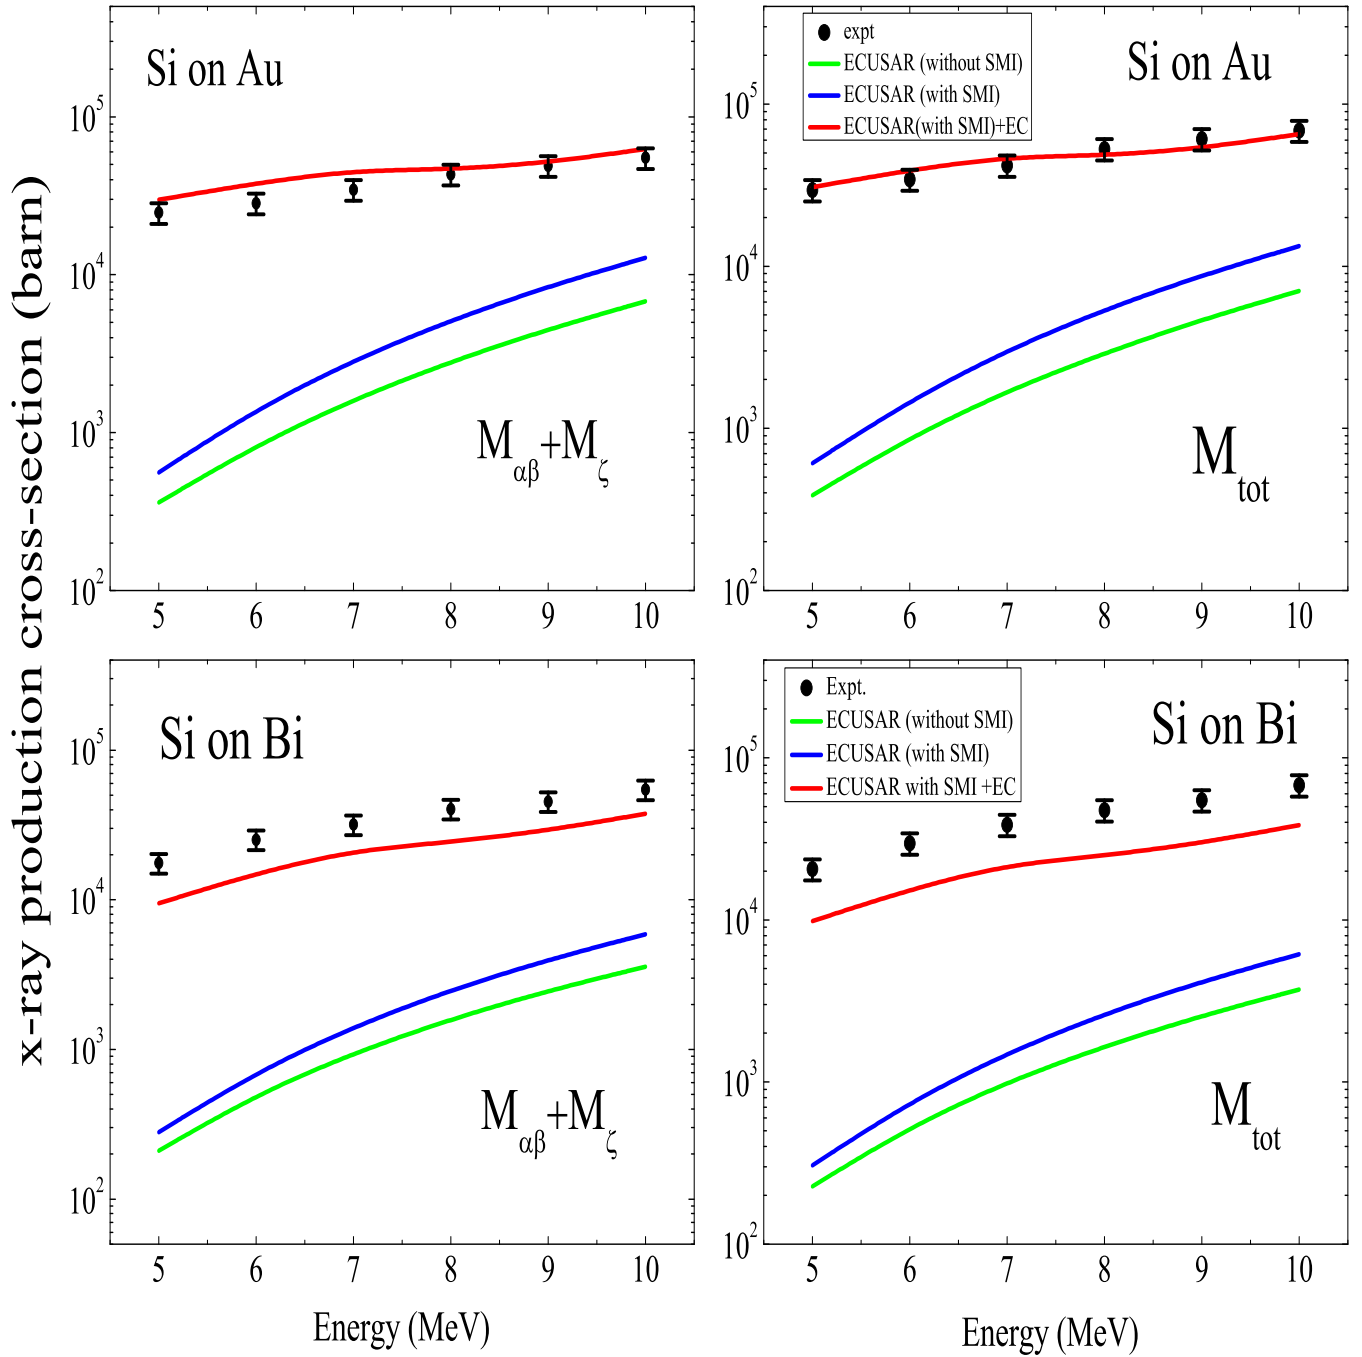 x-ray production cross-section (barn)
Si on Au
10^5
10^4
10^3
10^2
M_αβ+M_ζ
5 6 7 8 9 10
expt
ECUSAR (without SMI)
ECUSAR (with SMI)
ECUSAR(with SMI)+EC
Si on Au
10^5
10^4
10^3
10^2
M_tot
5 6 7 8 9 10
Si on Bi
10^5
10^4
10^3
10^2
M_αβ+M_ζ
5 6 7 8 9 10
Energy (MeV)
Expt.
ECUSAR (without SMI)
ECUSAR (with SMI)
ECUSAR with SMI +EC
Si on Bi
10^5
10^4
10^3
10^2
M_tot
5 6 7 8 9 10
Energy (MeV)